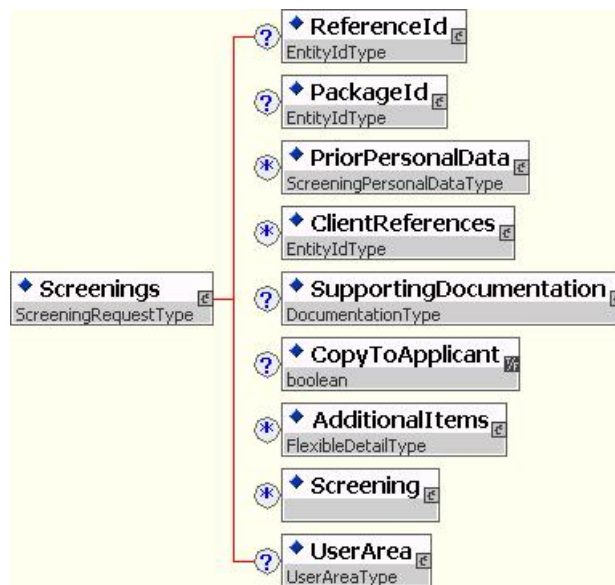 ? ReferenceId
EntityIdType
? PackageId
EntityIdType
* PriorPersonalData
ScreeningPersonalDataType
* ClientReferences
EntityIdType
Screenings
ScreeningRequestType
? SupportingDocumentation
DocumentationType
? CopyToApplicant
boolean
* AdditionalItems
FlexibleDetailType
* Screening
? UserArea
UserAreaType